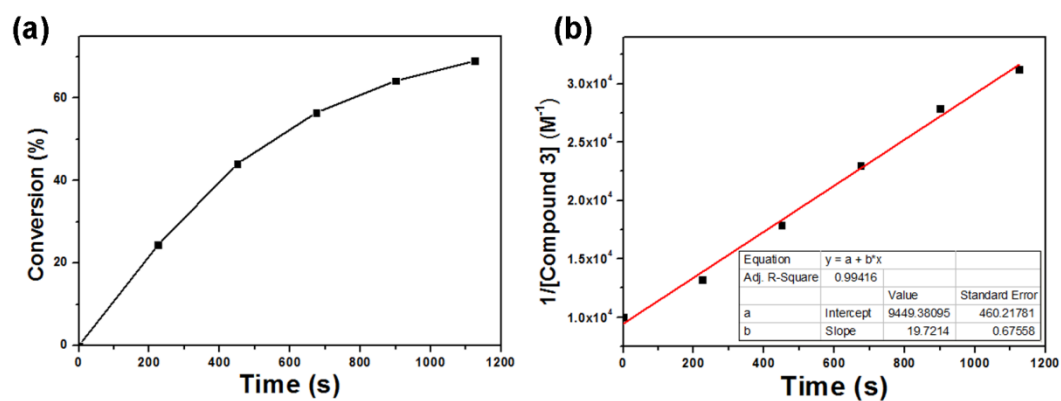 (a)
Conversion (%)
60
40
20
0
0 200 400 600 800 1000 1200
Time (s)
(b)
1/[Compound 3] (M⁻¹)
3.0x10⁴
2.5x10⁴
2.0x10⁴
1.5x10⁴
1.0x10⁴
Equation y = a + b*x
Adj. R-Square 0.99416
Value Standard Error
a Intercept 9449.38095 460.21781
b Slope 19.7214 0.67558
0 200 400 600 800 1000 1200
Time (s)